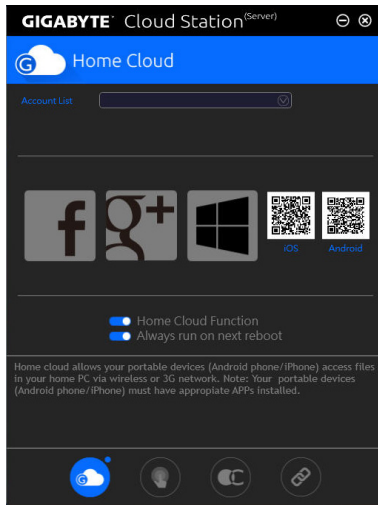 GIGABYTE™ Cloud Station(Server)
G Home Cloud
Account List
f g+
iOS Android
Home Cloud Function
Always run on next reboot
Home cloud allows your portable devices (Android phone/iPhone) access files
in your home PC via wireless or 3G network. Note: Your portable devices
(Android phone/iPhone) must have appropiate APPs installed.
G